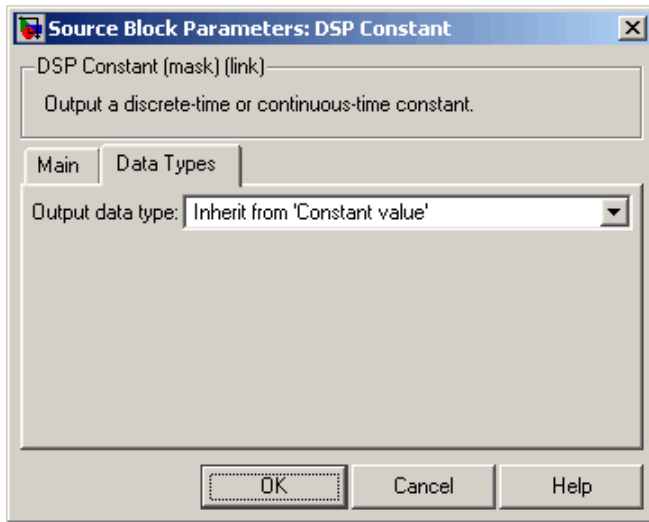 Source Block Parameters: DSP Constant
DSP Constant (mask) (link)
Output a discrete-time or continuous-time constant.
Main Data Types
Output data type: Inherit from 'Constant value'
OK Cancel Help